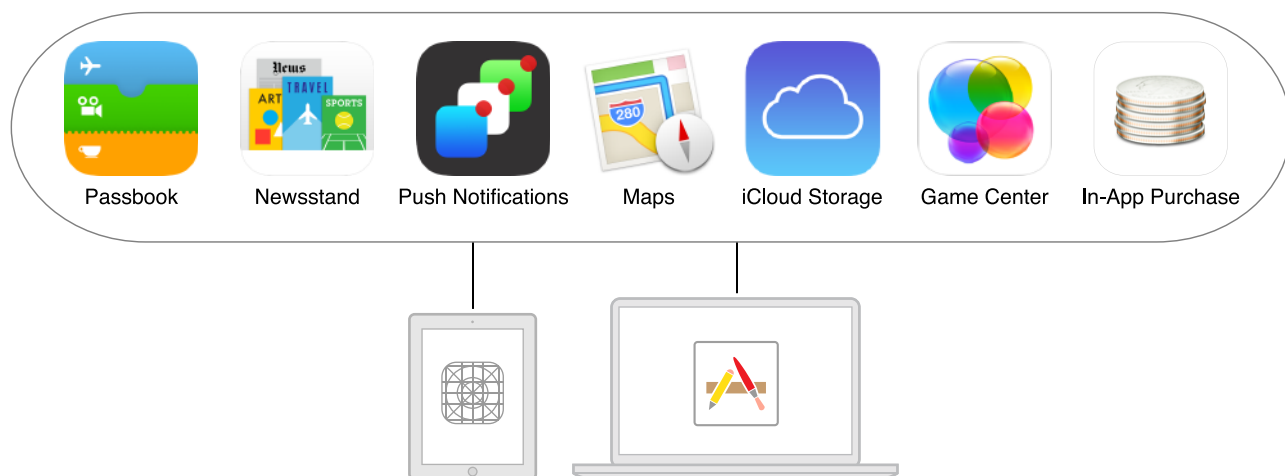 News
TRAVEL
ART
SPORTS
280
Passbook
Newsstand
Push Notifications
Maps
iCloud Storage
Game Center
In-App Purchase